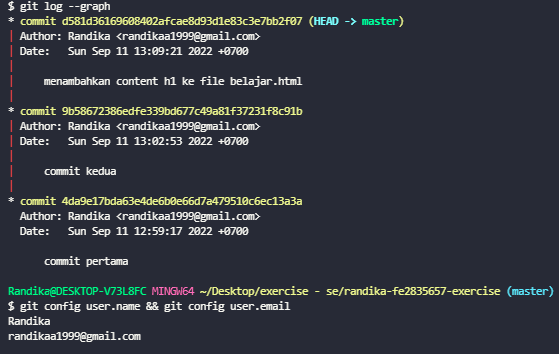 $ git log --graph
* commit d581d36169608402afcae8d93d1e83c3e7bb2f07 (HEAD -> master)
| Author: Randika <randikaa1999@gmail.com>
| Date:   Sun Sep 11 13:09:21 2022 +0700
|
|     menambahkan content h1 ke file belajar.html
|
* commit 9b58672386edfe339bd677c49a81f37231f8c91b
| Author: Randika <randikaa1999@gmail.com>
| Date:   Sun Sep 11 13:02:53 2022 +0700
|
|     commit kedua
|
* commit 4da9e17bda63e4de6b0e66d7a479510c6ec13a3a
  Author: Randika <randikaa1999@gmail.com>
  Date:   Sun Sep 11 12:59:17 2022 +0700

      commit pertama

Randika@DESKTOP-V73L8FC MINGW64 ~/Desktop/exercise - se/randika-fe2835657-exercise (master)
$ git config user.name && git config user.email
Randika
randikaa1999@gmail.com